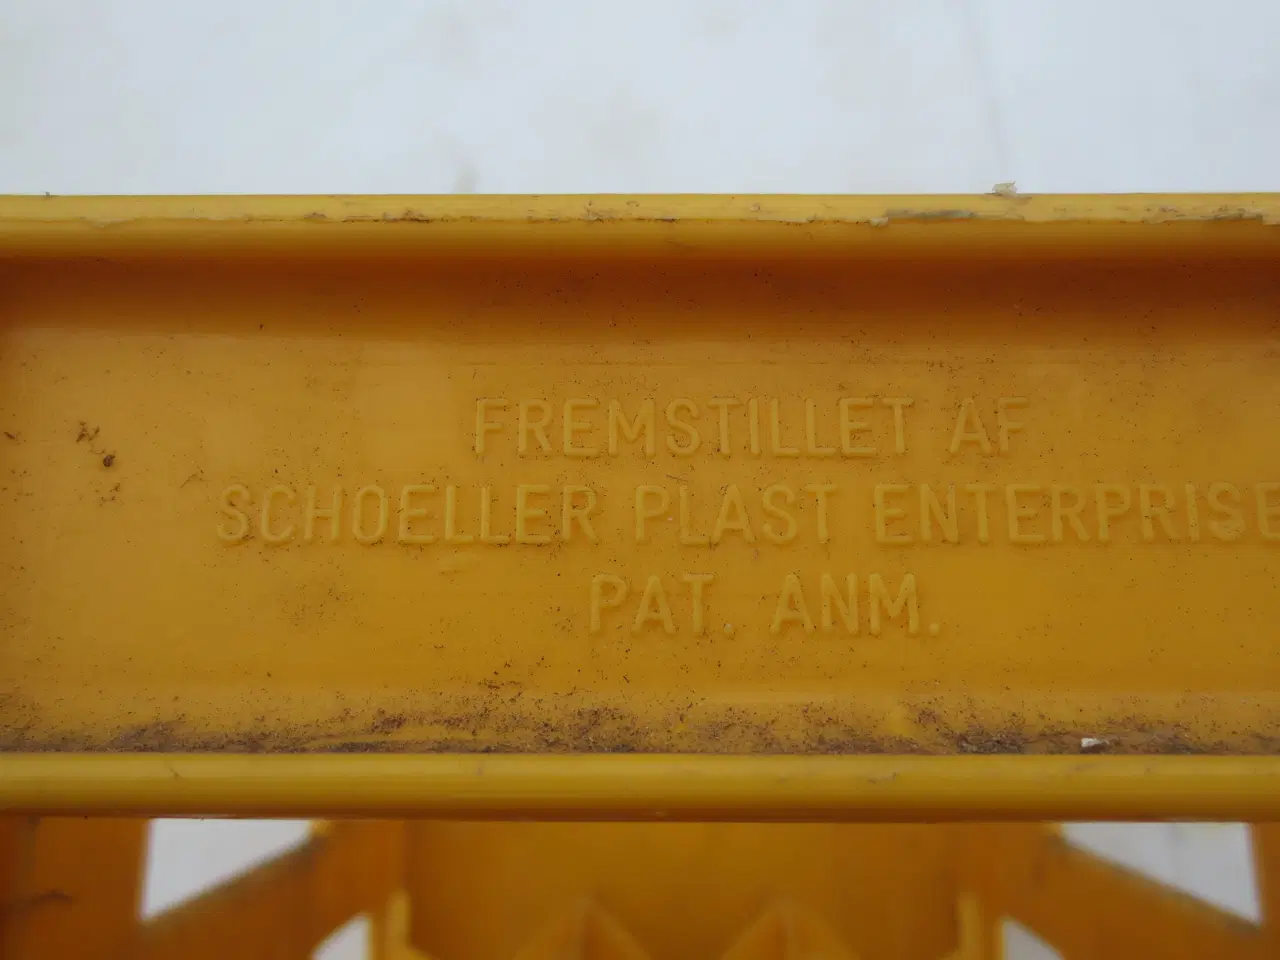 FREMSTILLET AF
SCHOELLER PLAST ENTERPRISE
PAT. ANM.